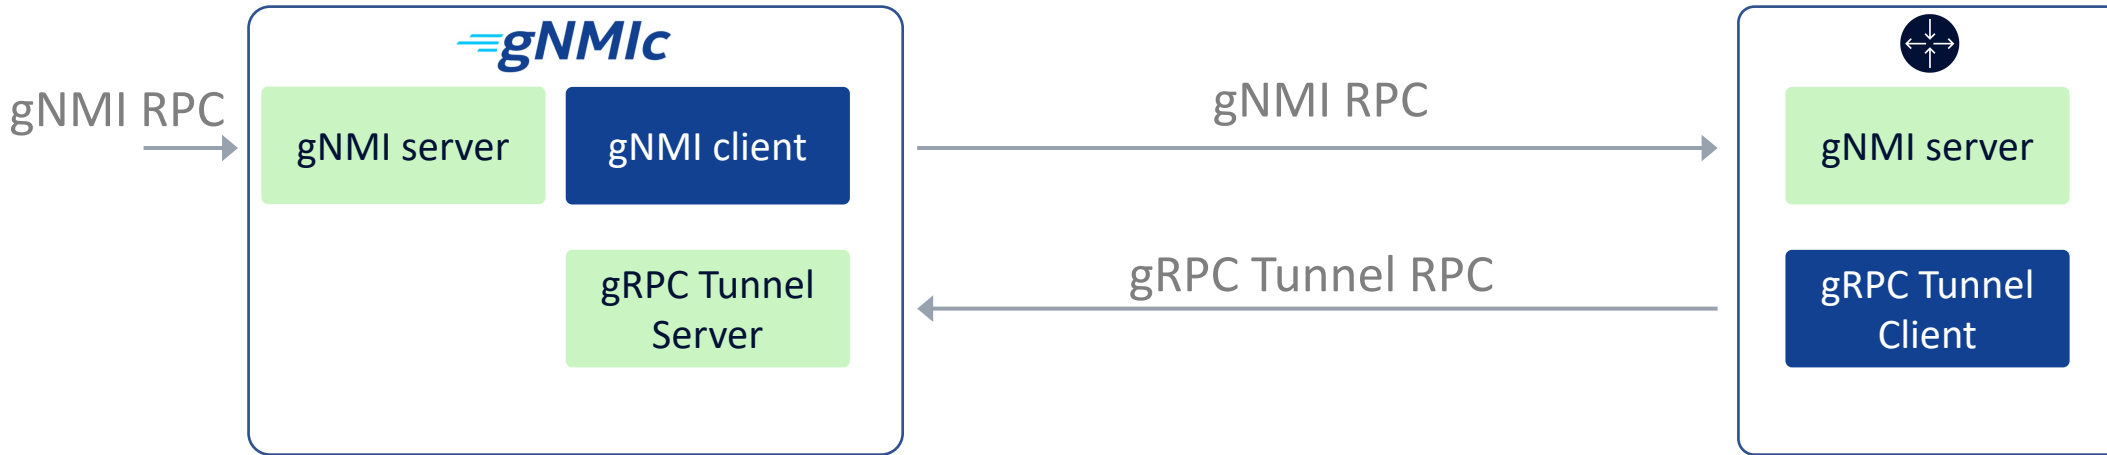 gNMIc
gNMI RPC
gNMI server
gNMI client
gNMI RPC
gNMI server
gRPC Tunnel
Server
gRPC Tunnel RPC
gRPC Tunnel
Client